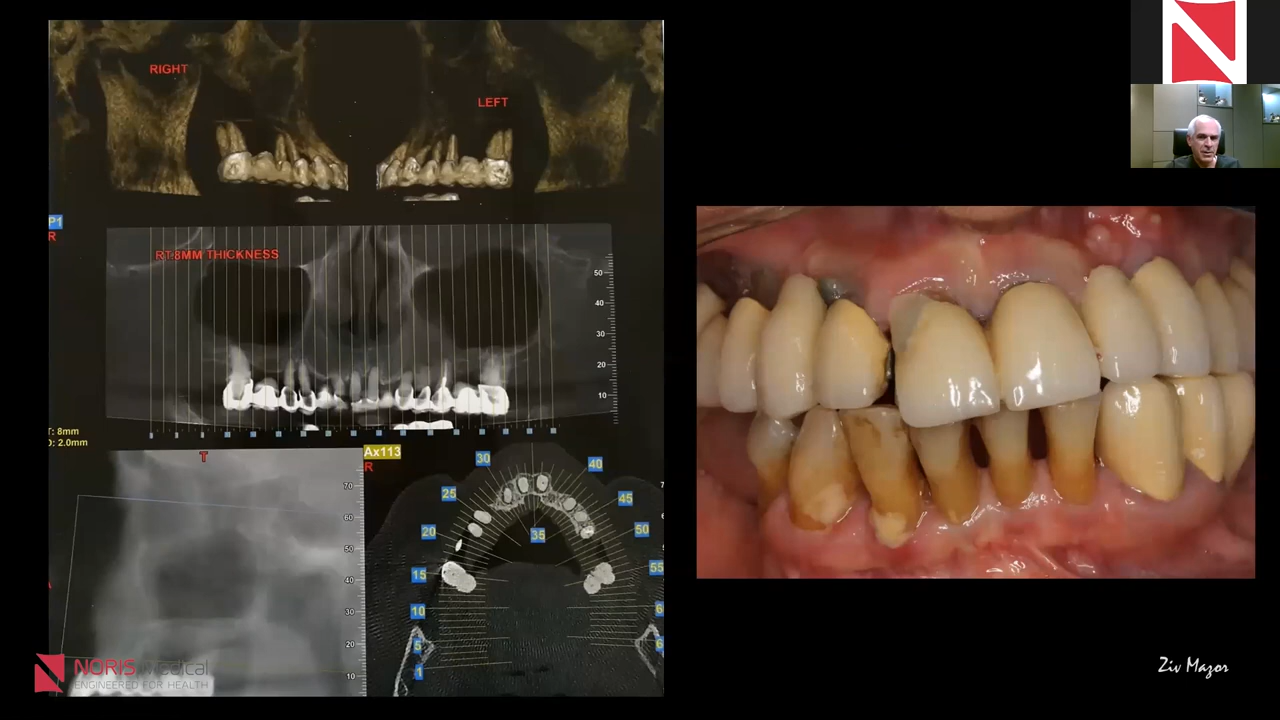 RIGHT
LEFT
P1
R
RT:8MM THICKNESS
50
40
30
20
10
T: 8mm
D: 2.0mm
T
70
60
50
40
30
20
10
Ax113
R
30
40
25
45
20
35
50
15
55
10
5
1
NORIS Medical
ENGINEERED FOR HEALTH
N
Ziv Mazor